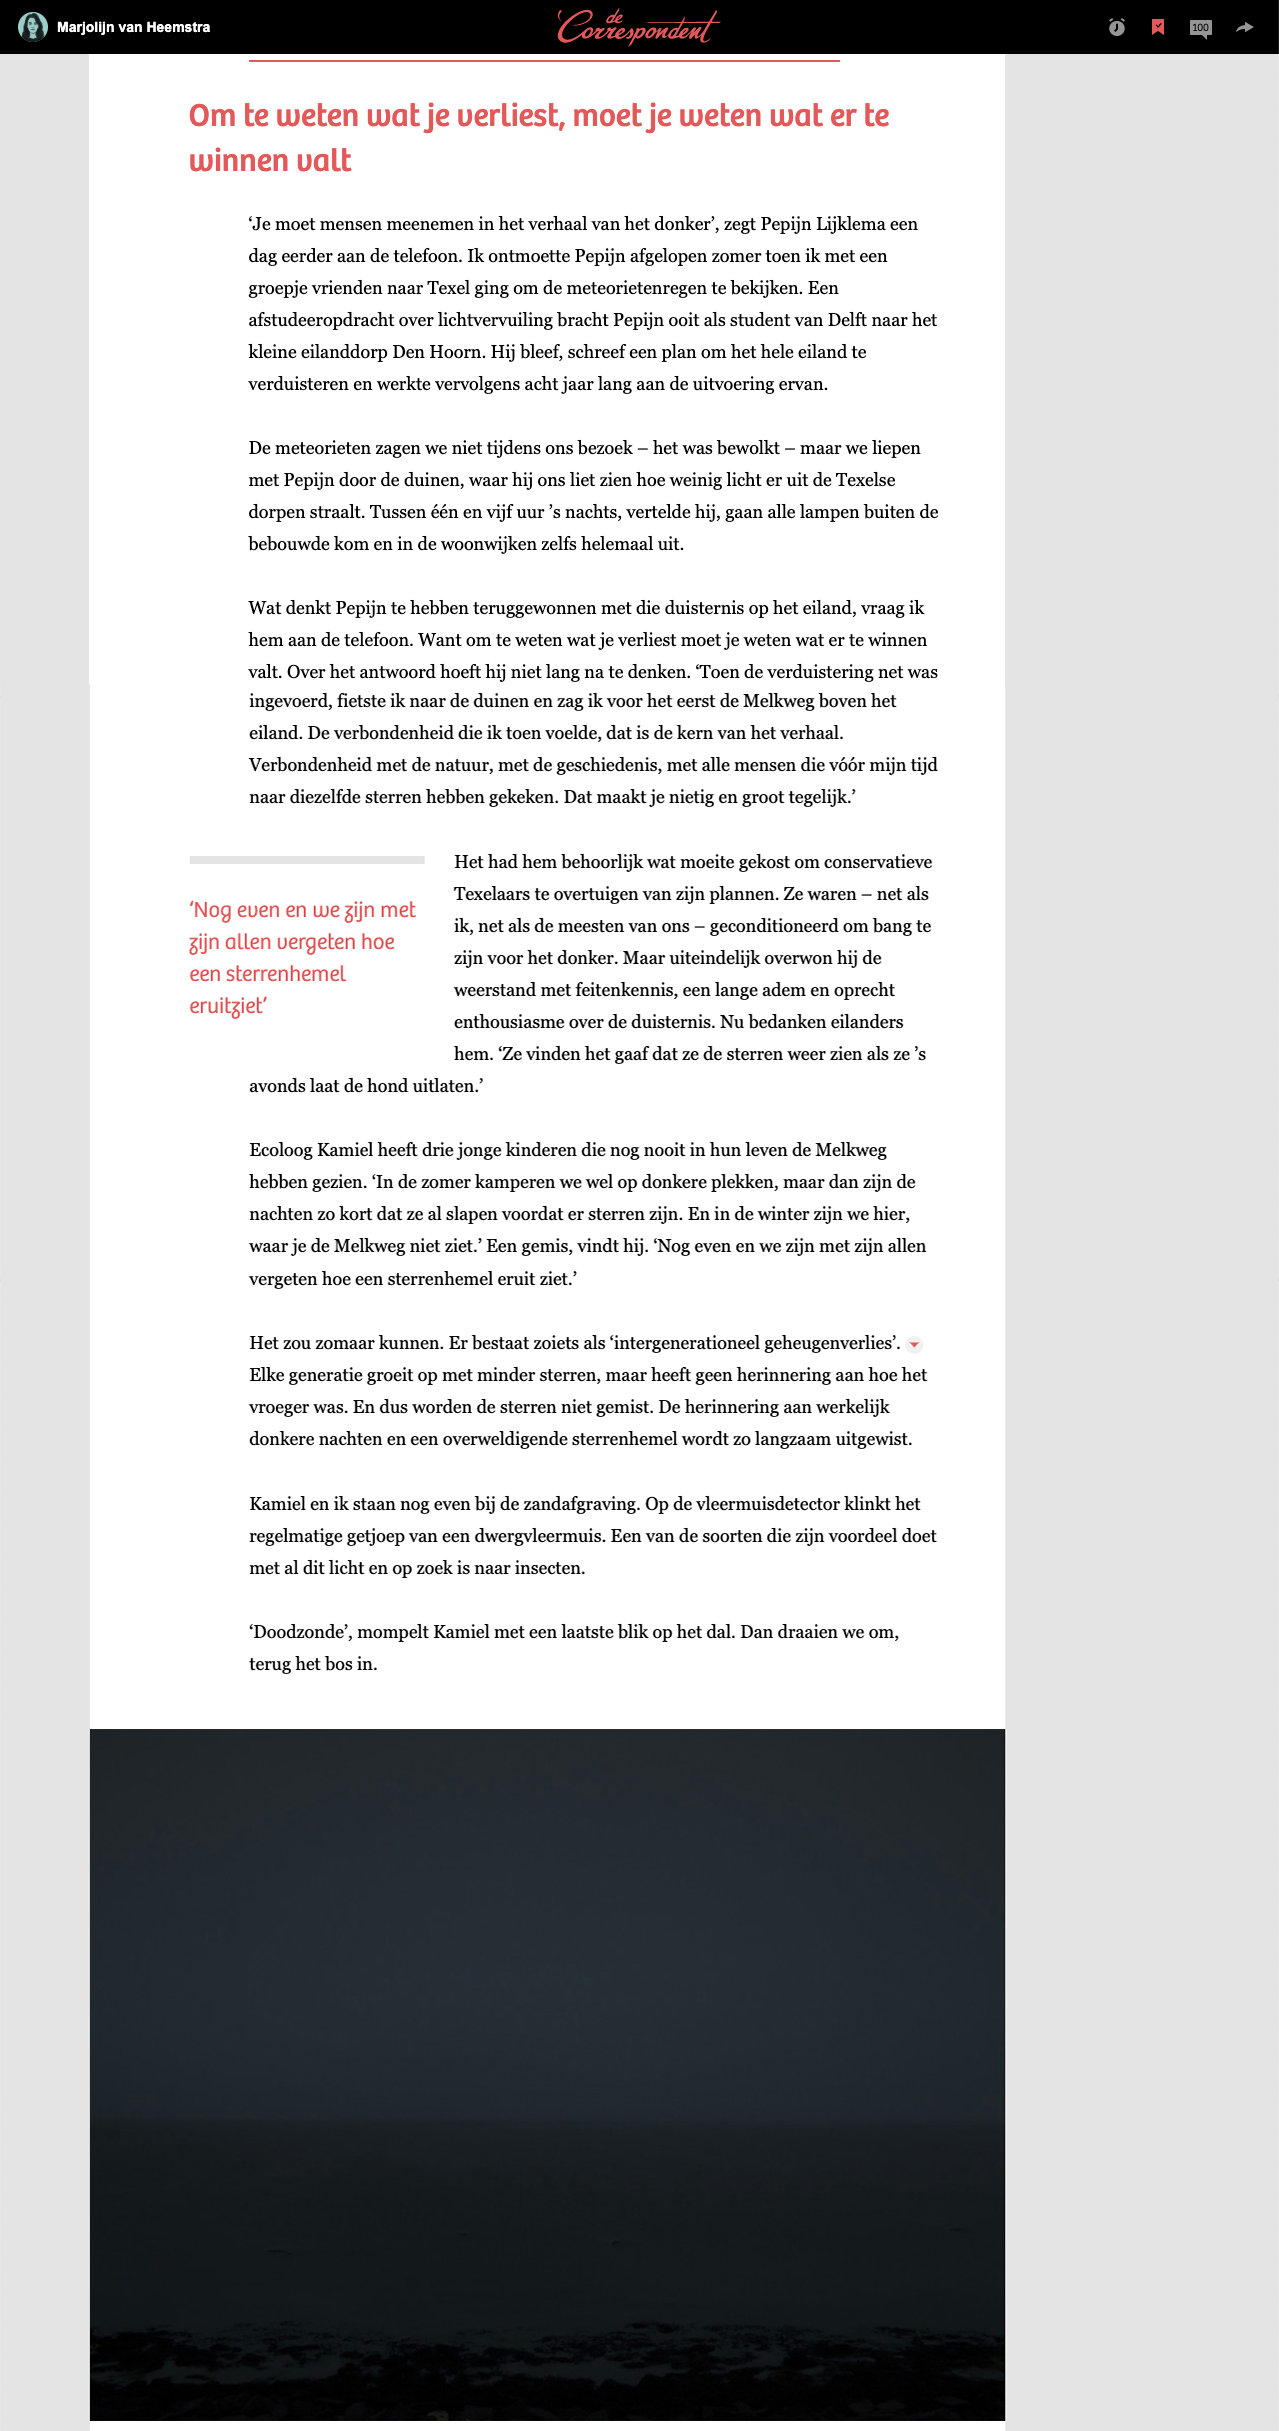 Marjolijn van Heemstra
de
Correspondent
100
Om te weten wat je verliest, moet je weten wat er te
winnen valt
‘Je moet mensen meenemen in het verhaal van het donker’, zegt Pepijn Lijklema een
dag eerder aan de telefoon. Ik ontmoette Pepijn afgelopen zomer toen ik met een
groepje vrienden naar Texel ging om de meteorietenregen te bekijken. Een
afstudeeropdracht over lichtvervuiling bracht Pepijn ooit als student van Delft naar het
kleine eilanddorp Den Hoorn. Hij bleef, schreef een plan om het hele eiland te
verduisteren en werkte vervolgens acht jaar lang aan de uitvoering ervan.
De meteorieten zagen we niet tijdens ons bezoek – het was bewolkt – maar we liepen
met Pepijn door de duinen, waar hij ons liet zien hoe weinig licht er uit de Texelse
dorpen straalt. Tussen één en vijf uur ’s nachts, vertelde hij, gaan alle lampen buiten de
bebouwde kom en in de woonwijken zelfs helemaal uit.
Wat denkt Pepijn te hebben teruggewonnen met die duisternis op het eiland, vraag ik
hem aan de telefoon. Want om te weten wat je verliest moet je weten wat er te winnen
valt. Over het antwoord hoeft hij niet lang na te denken. ‘Toen de verduistering net was
ingevoerd, fietste ik naar de duinen en zag ik voor het eerst de Melkweg boven het
eiland. De verbondenheid die ik toen voelde, dat is de kern van het verhaal.
Verbondenheid met de natuur, met de geschiedenis, met alle mensen die vóór mijn tijd
naar diezelfde sterren hebben gekeken. Dat maakt je nietig en groot tegelijk.’
‘Nog even en we zijn met
zijn allen vergeten hoe
een sterrenhemel
eruitziet’
Het had hem behoorlijk wat moeite gekost om conservatieve
Texelaars te overtuigen van zijn plannen. Ze waren – net als
ik, net als de meesten van ons – geconditioneerd om bang te
zijn voor het donker. Maar uiteindelijk overwon hij de
weerstand met feitenkennis, een lange adem en oprecht
enthousiasme over de duisternis. Nu bedanken eilanders
hem. ‘Ze vinden het gaaf dat ze de sterren weer zien als ze ’s
avonds laat de hond uitlaten.’
Ecoloog Kamiel heeft drie jonge kinderen die nog nooit in hun leven de Melkweg
hebben gezien. ‘In de zomer kamperen we wel op donkere plekken, maar dan zijn de
nachten zo kort dat ze al slapen voordat er sterren zijn. En in de winter zijn we hier,
waar je de Melkweg niet ziet.’ Een gemis, vindt hij. ‘Nog even en we zijn met zijn allen
vergeten hoe een sterrenhemel eruit ziet.’
Het zou zomaar kunnen. Er bestaat zoiets als ‘intergenerationeel geheugenverlies’.
Elke generatie groeit op met minder sterren, maar heeft geen herinnering aan hoe het
vroeger was. En dus worden de sterren niet gemist. De herinnering aan werkelijk
donkere nachten en een overweldigende sterrenhemel wordt zo langzaam uitgewist.
Kamiel en ik staan nog even bij de zandafgraving. Op de vleermuisdetector klinkt het
regelmatige getjoep van een dwergvleermuis. Een van de soorten die zijn voordeel doet
met al dit licht en op zoek is naar insecten.
‘Doodzonde’, mompelt Kamiel met een laatste blik op het dal. Dan draaien we om,
terug het bos in.